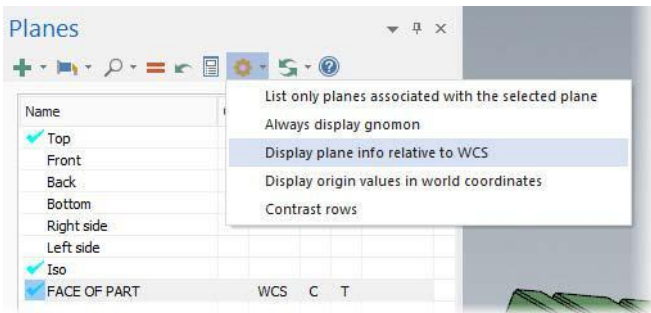 Planes
List only planes associated with the selected plane
Name
Always display gnomon
Top
Front
Display plane info relative to WCS
Back
Bottom
Display origin values in world coordinates
Right side
Contrast rows
Left side
Iso
FACE OF PART WCS C T